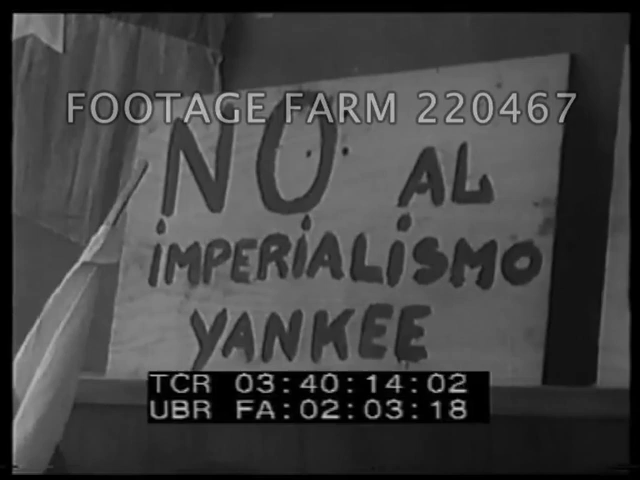 FOOTAGE FARM 220467
NO AL
iMPERiALiSMO
YANKEE
TCR 03:40:14:02
UBR FA:02:03:18